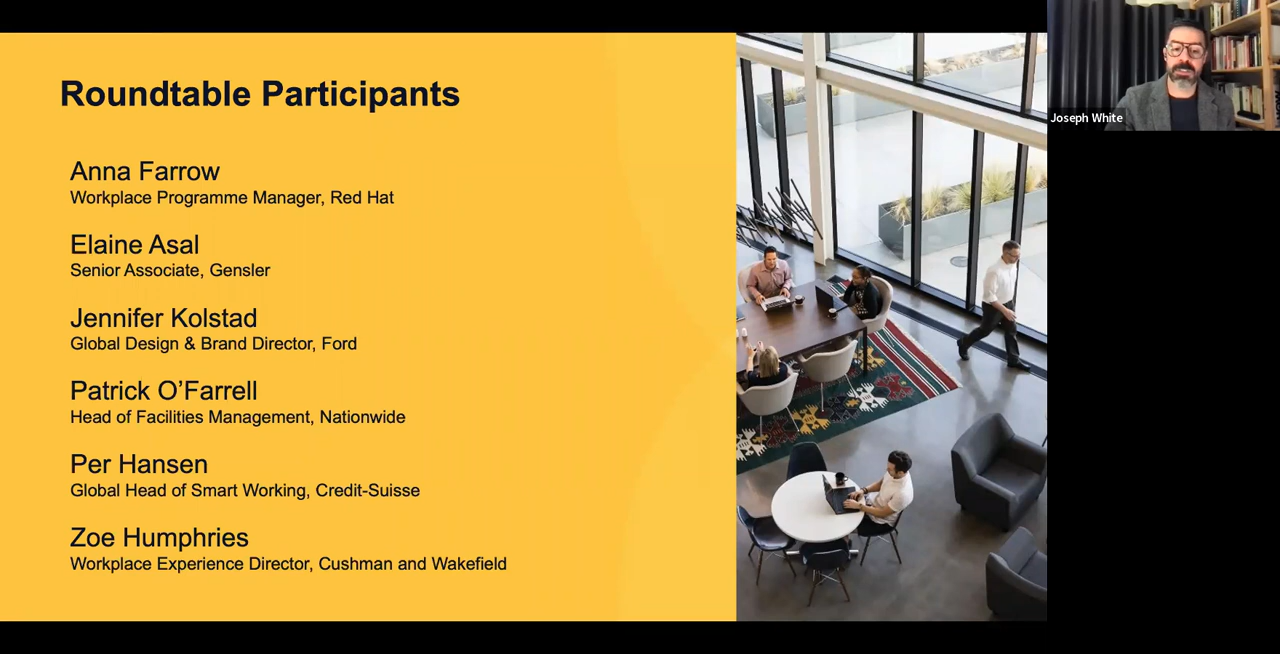 Roundtable Participants
Anna Farrow
Workplace Programme Manager, Red Hat
Elaine Asal
Senior Associate, Gensler
Jennifer Kolstad
Global Design & Brand Director, Ford
Patrick O’Farrell
Head of Facilities Management, Nationwide
Per Hansen
Global Head of Smart Working, Credit-Suisse
Zoe Humphries
Workplace Experience Director, Cushman and Wakefield
Joseph White